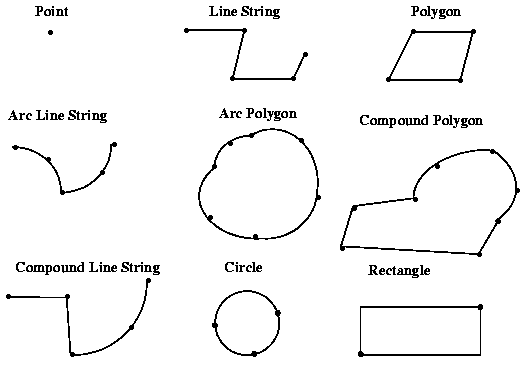 Point
Line String
Polygon
Arc Line String
Arc Polygon
Compound Polygon
Compound Line String
Circle
Rectangle